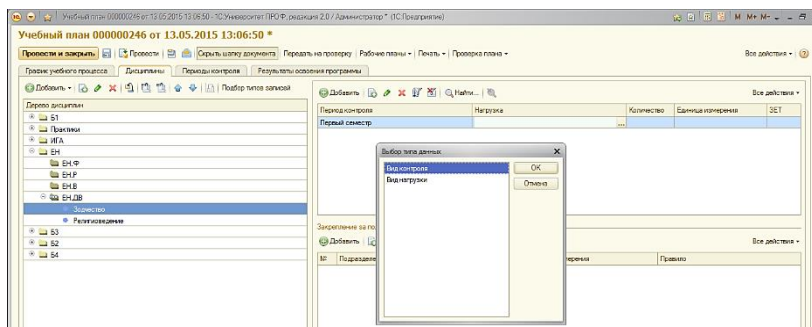 Учебный план 000000246 от 13.05.2015 13:06:50 - 1С:Университет ПРОФ, редакция 2.0 / Администратор * (1С:Предприятие)
M M+ M-
Учебный план 000000246 от 13.05.2015 13:06:50 *
Провести и закрыть Провести Скрыть шапку документа Передать на проверку Рабочие планы Печать Проверка плана Все действия
График учебного процесса Дисциплины Периоды контроля Результаты освоения программы
Добавить Подбор типов записей
Добавить Найти... Все действия
Дерево дисциплин
Период контроля Нагрузка Количество Единица измерения ЗЕТ
Первый семестр ...
Б1
Практики
ИГА
ЕН
ЕН.Ф
ЕН.Р
ЕН.В
ЕН.ДВ
Зодчество
Религиоведение
Б3
Б2
Б4
Выбор типа данных
Вид контроля
Вид нагрузки
OK
Отмена
Закрепление за по
Добавить Все действия
№ Подразделе мерения Правило